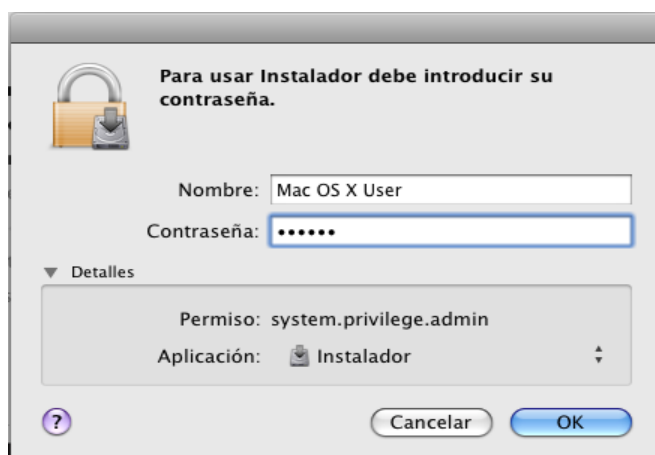 Para usar Instalador debe introducir su
contraseña.
Nombre: Mac OS X User
Contraseña: ••••••
Detalles
Permiso: system.privilege.admin
Aplicación: Instalador
? Cancelar OK